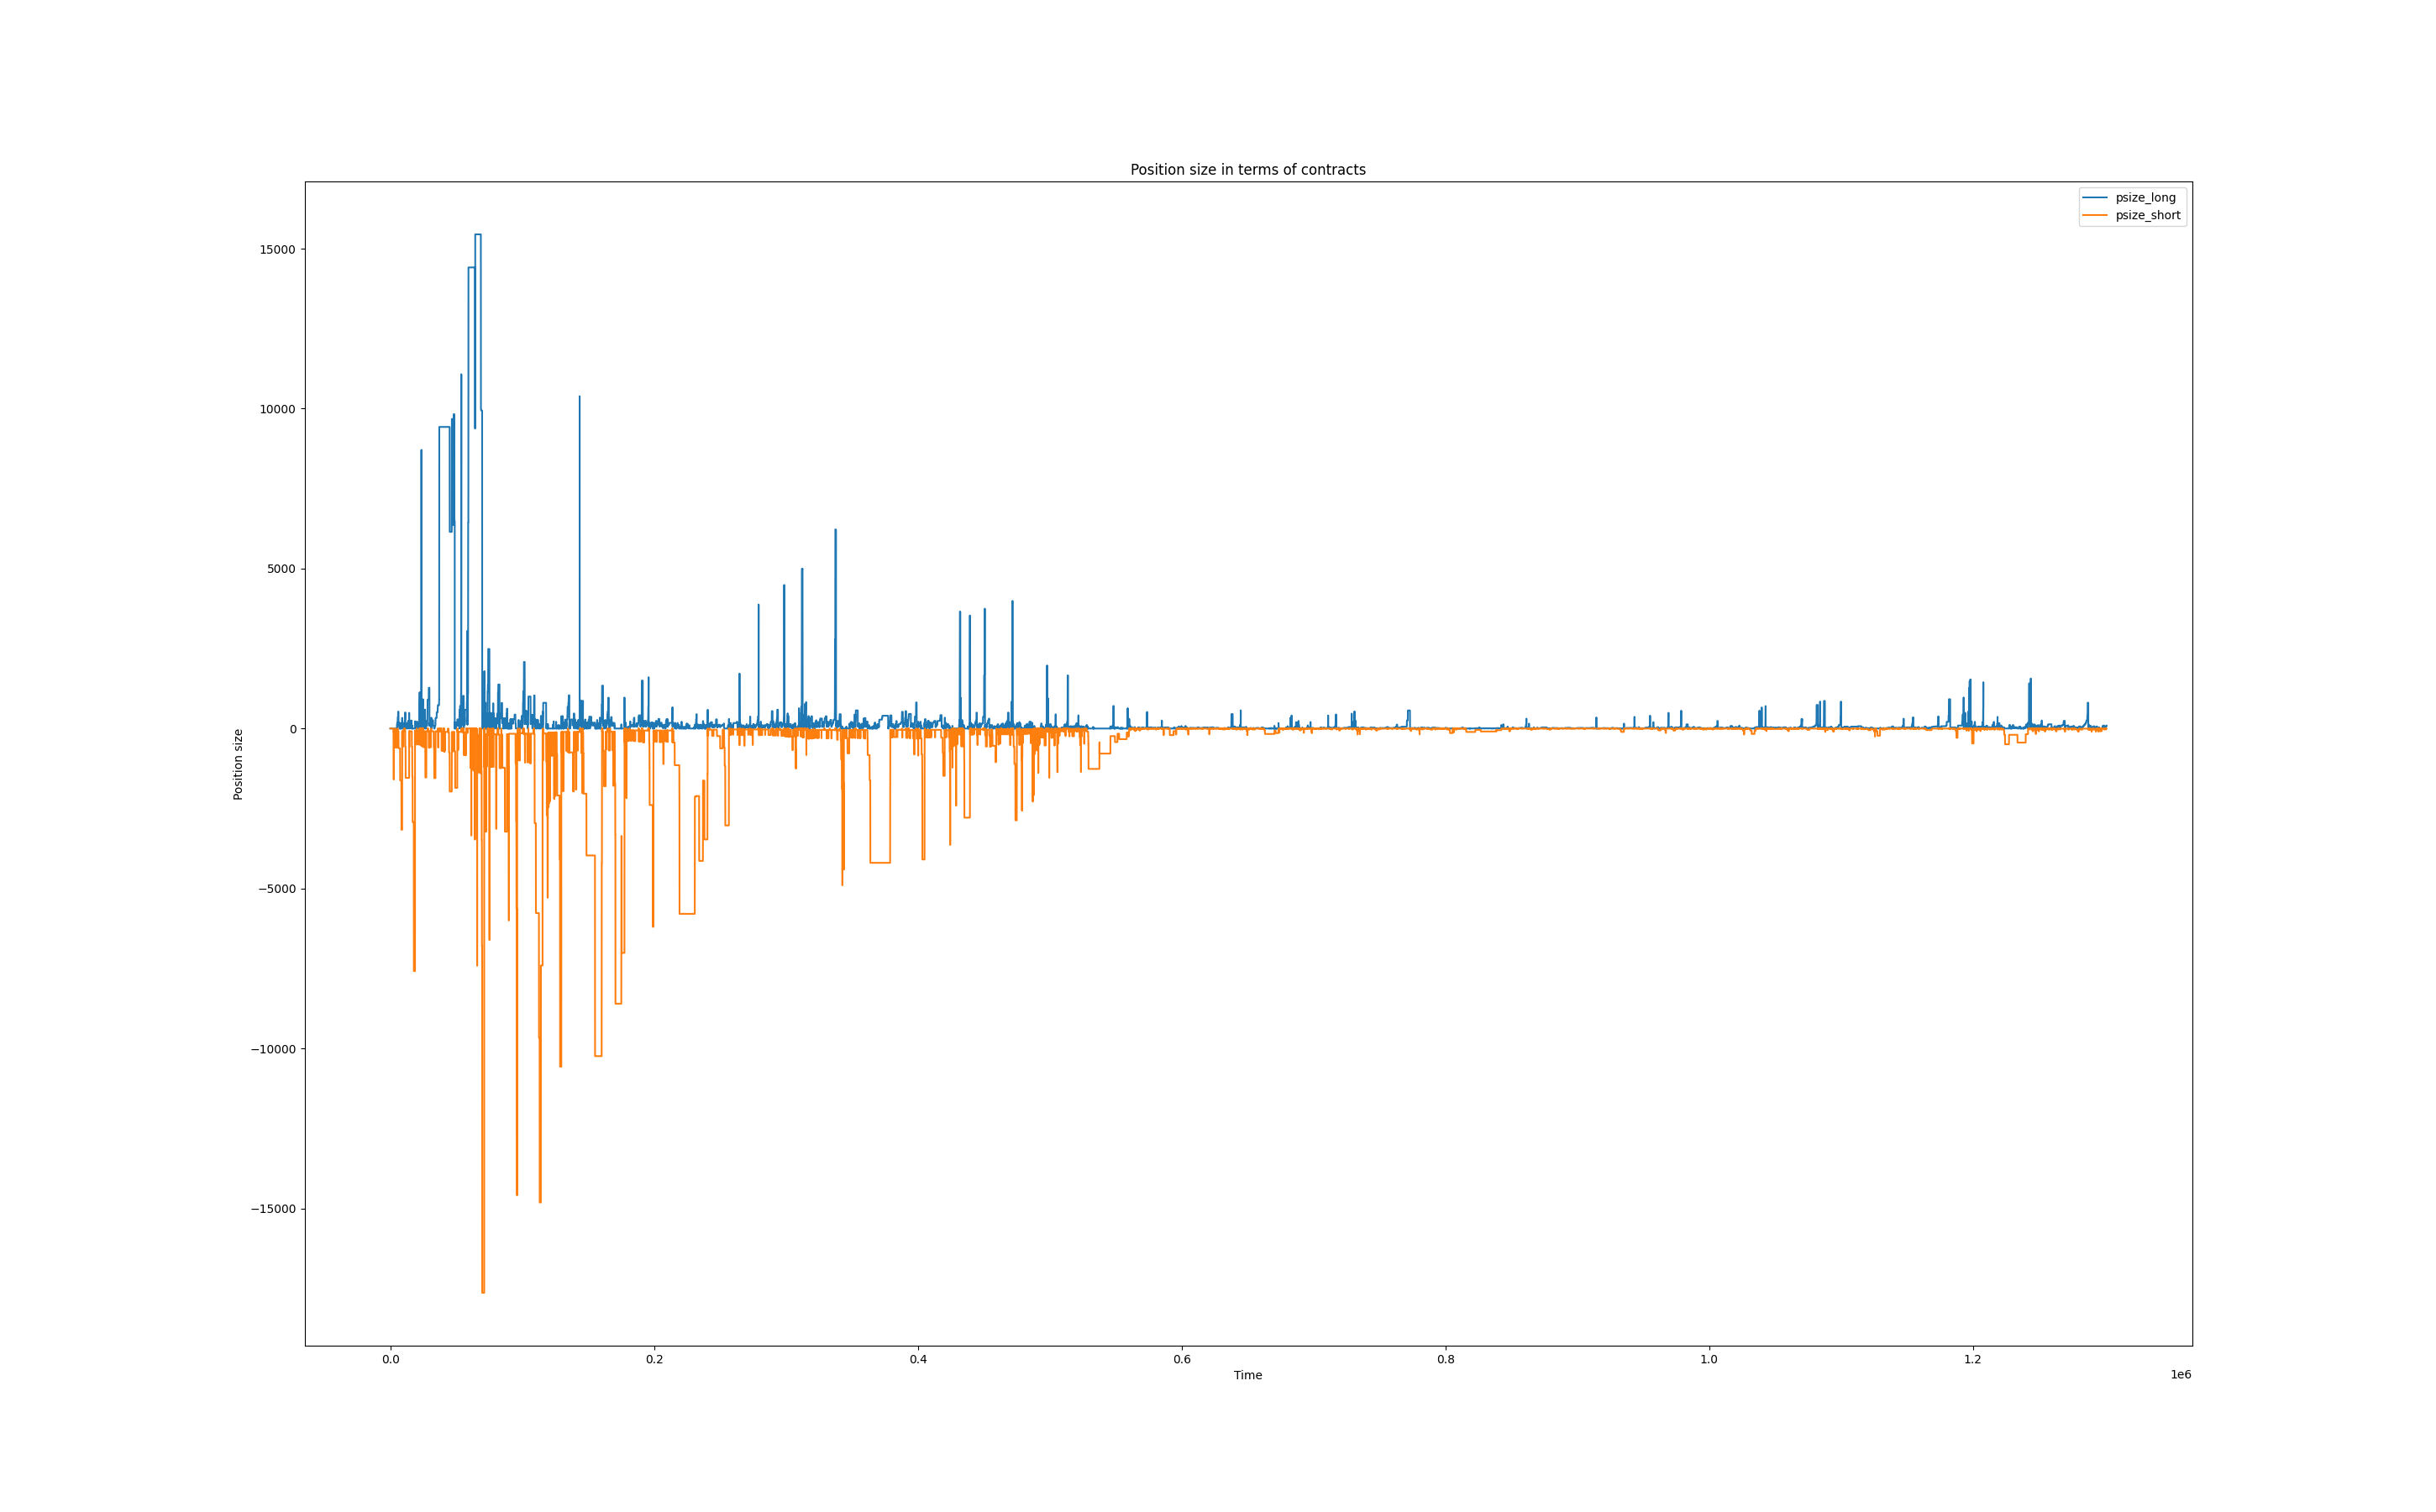 Position size in terms of contracts
psize_long
psize_short
15000
10000
5000
0
−5000
−10000
−15000
Position size
0.0
0.2
0.4
0.6
0.8
1.0
1.2
1e6
Time